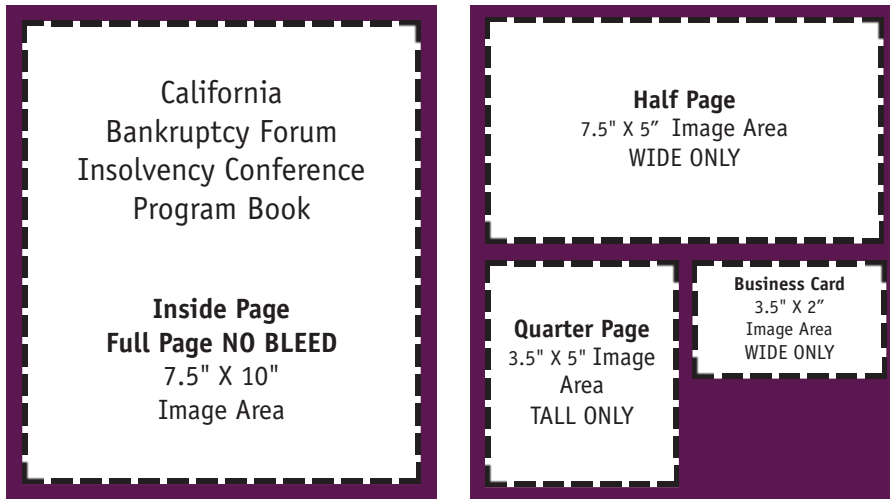 California
Bankruptcy Forum
Insolvency Conference
Program Book
Inside Page
Full Page NO BLEED
7.5" X 10"
Image Area
Half Page
7.5" X 5” Image Area
WIDE ONLY
Quarter Page
3.5" X 5" Image
Area
TALL ONLY
Business Card
3.5" X 2”
Image Area
WIDE ONLY